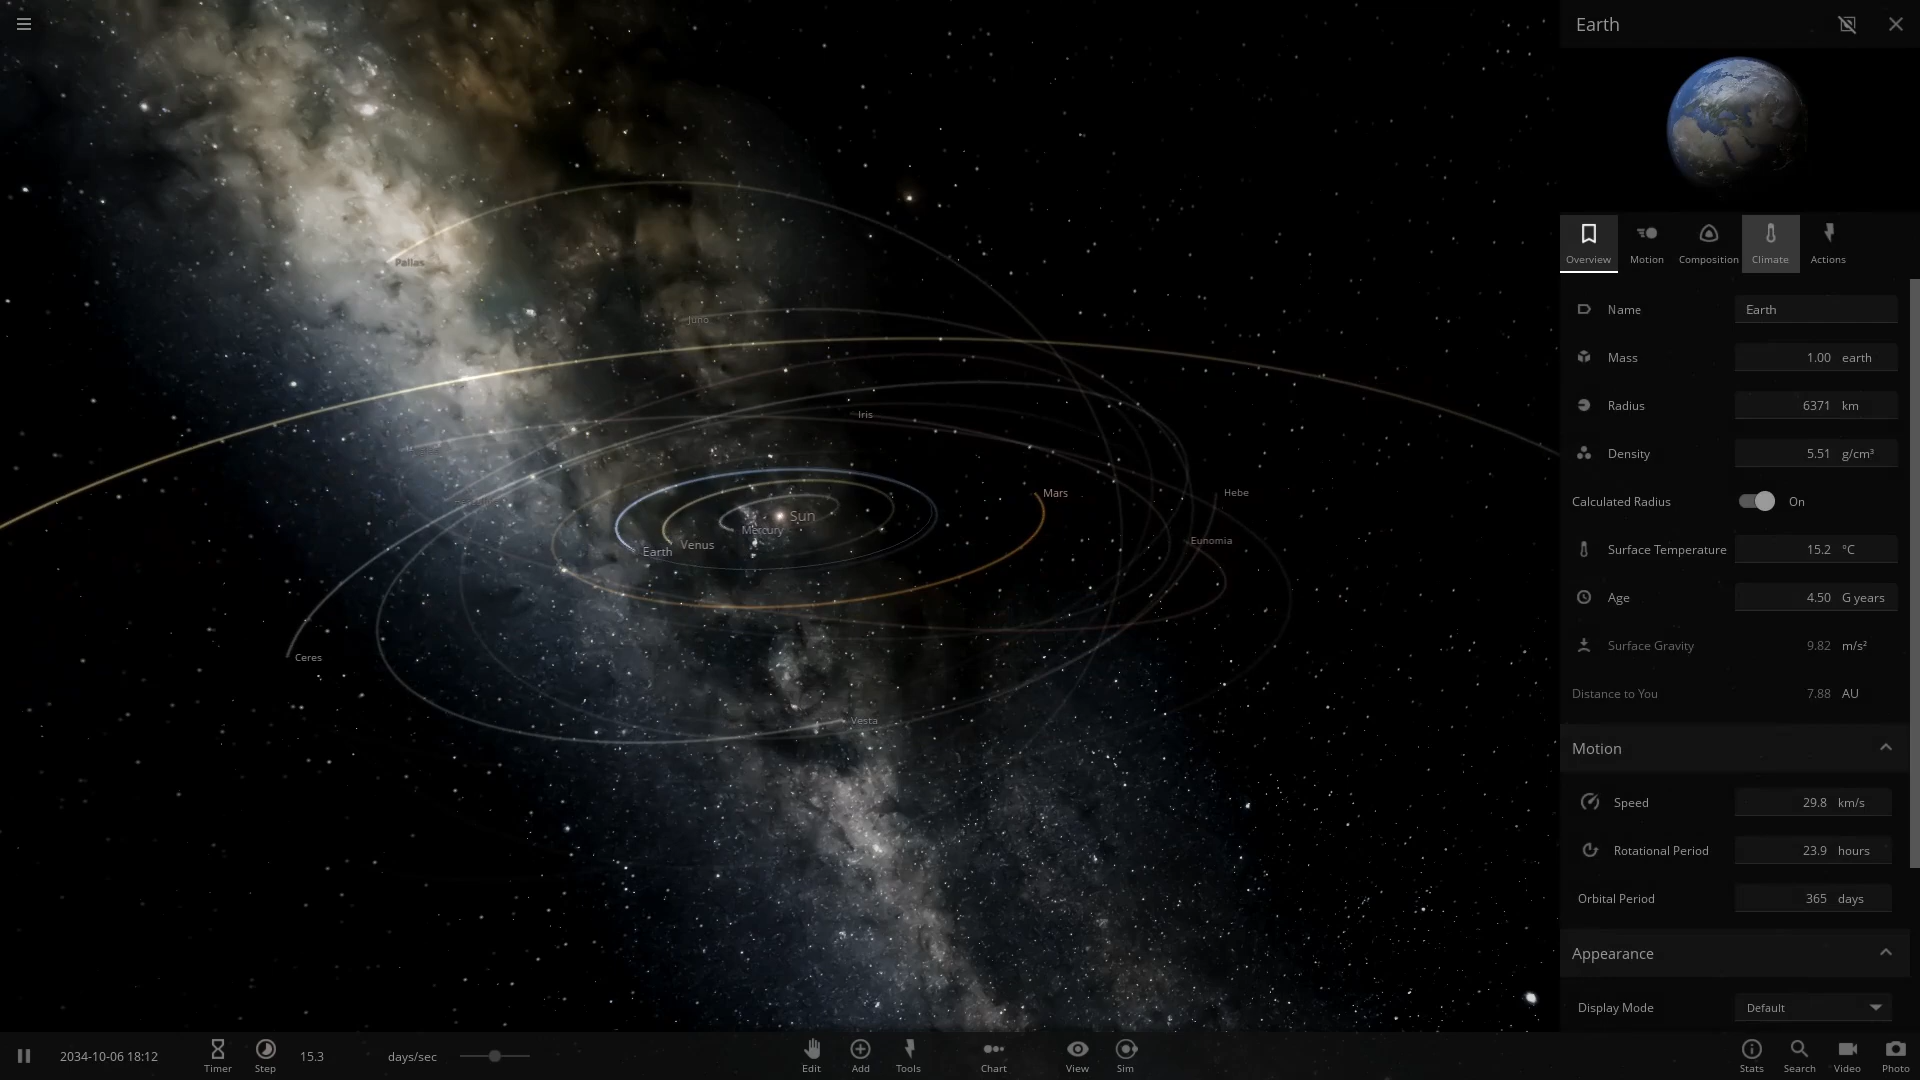 Earth
Pallas
Juno
Iris
Mars
Hebe
Sun
Mercury
Eunomia
Venus
Earth
Ceres
Vesta
Overview
Motion
Composition
Climate
Actions
Name Earth
Mass 1.00 earth
Radius 6371 km
Density 5.51 g/cm³
Calculated Radius On
Surface Temperature 15.2 °C
Age 4.50 G years
Surface Gravity 9.82 m/s²
Distance to You 7.88 AU
Motion
Speed 29.8 km/s
Rotational Period 23.9 hours
Orbital Period 365 days
Appearance
Display Mode Default
2034-10-06 18:12
Timer
Step
15.3 days/sec
Edit
Add
Tools
Chart
View
Sim
Stats
Search
Video
Photo